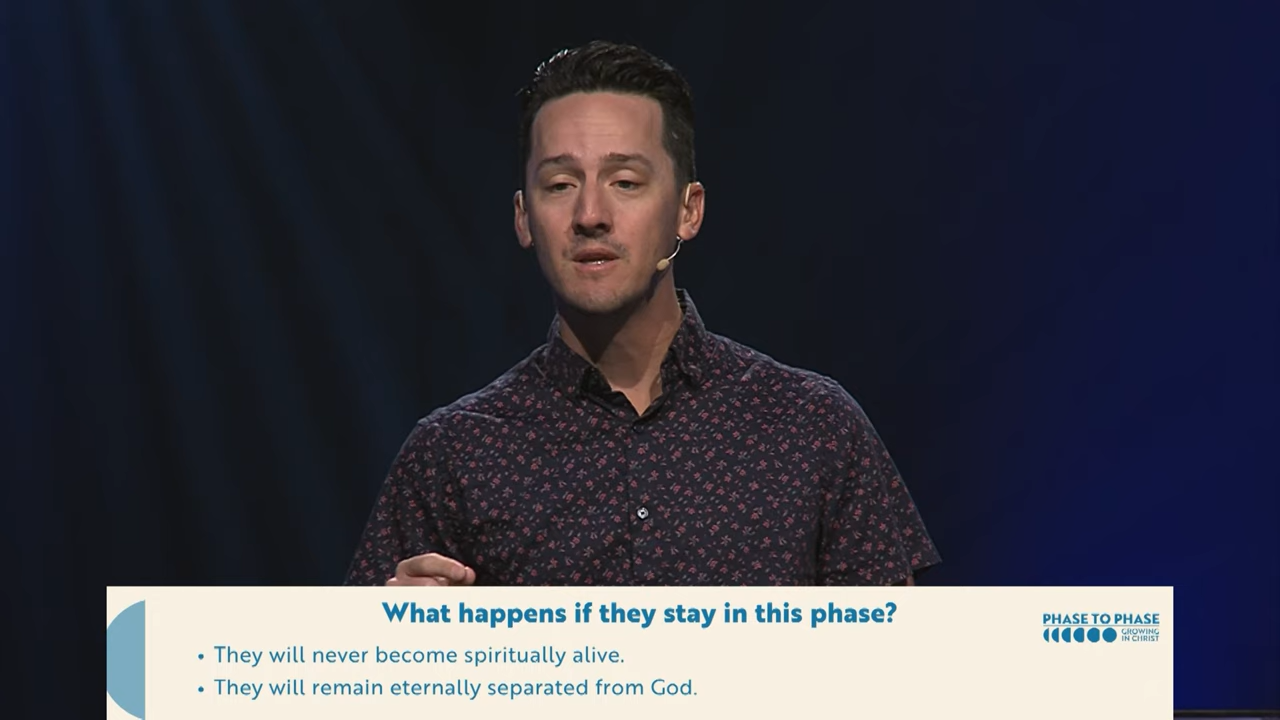 What happens if they stay in this phase?
• They will never become spiritually alive.
• They will remain eternally separated from God.
PHASE TO PHASE
GROWING
IN CHRIST